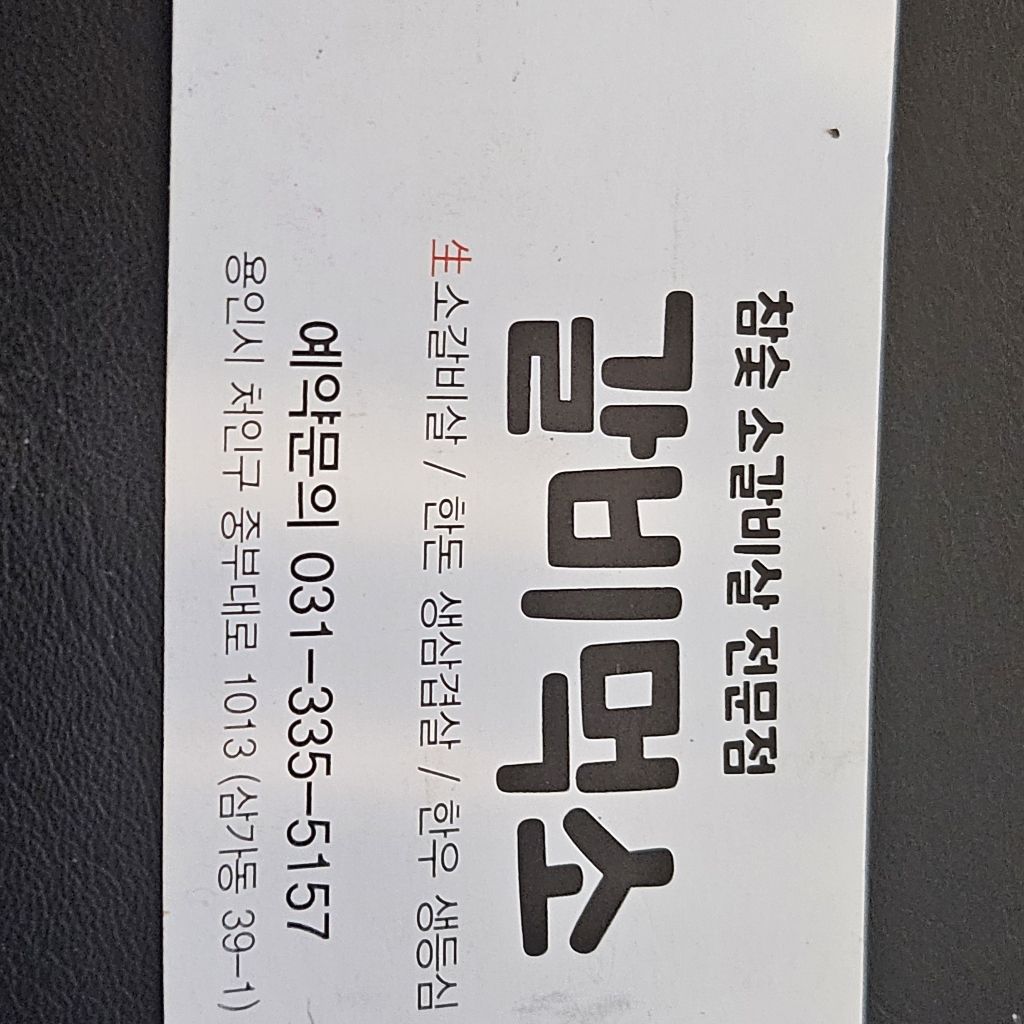 참숯 소갈비살 전문점
갈비먹소
生소갈비살 / 한돈 생삼겹살 / 한우 생등심
예약문의 031-335-5157
용인시 처인구 중부대로 1013 (삼가동 39-1)